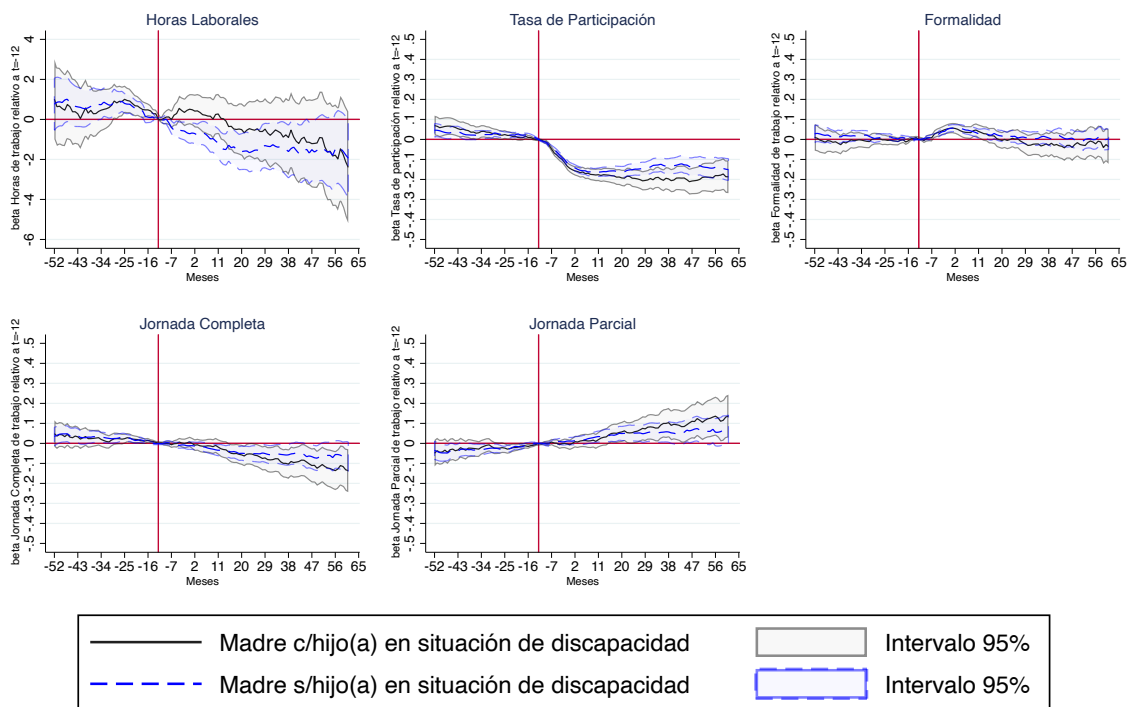 Horas Laborales
beta Horas de trabajo relativo a t=-12
4
2
0
-2
-4
-6
-52 -43 -34 -25 -16 -7 2 11 20 29 38 47 56 65
Meses
Tasa de Participación
beta Tasa de participación relativo a t=-12
-.5 -.4 -.3 -.2 -.1 0 .1 .2 .3 .4 .5
-52 -43 -34 -25 -16 -7 2 11 20 29 38 47 56 65
Meses
Formalidad
beta Formalidad de trabajo relativo a t=-12
-.5 -.4 -.3 -.2 -.1 0 .1 .2 .3 .4 .5
-52 -43 -34 -25 -16 -7 2 11 20 29 38 47 56 65
Meses
Jornada Completa
beta Jornada Completa de trabajo relativo a t=-12
-.5 -.4 -.3 -.2 -.1 0 .1 .2 .3 .4 .5
-52 -43 -34 -25 -16 -7 2 11 20 29 38 47 56 65
Meses
Jornada Parcial
beta Jornada Parcial de trabajo relativo a t=-12
-.5 -.4 -.3 -.2 -.1 0 .1 .2 .3 .4 .5
-52 -43 -34 -25 -16 -7 2 11 20 29 38 47 56 65
Meses
Madre c/hijo(a) en situación de discapacidad
Intervalo 95%
Madre s/hijo(a) en situación de discapacidad
Intervalo 95%